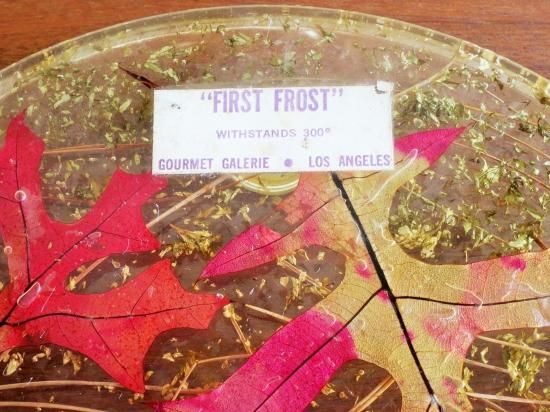 "FIRST FROST"
WITHSTANDS 300°
GOURMET GALERIE • LOS ANGELES